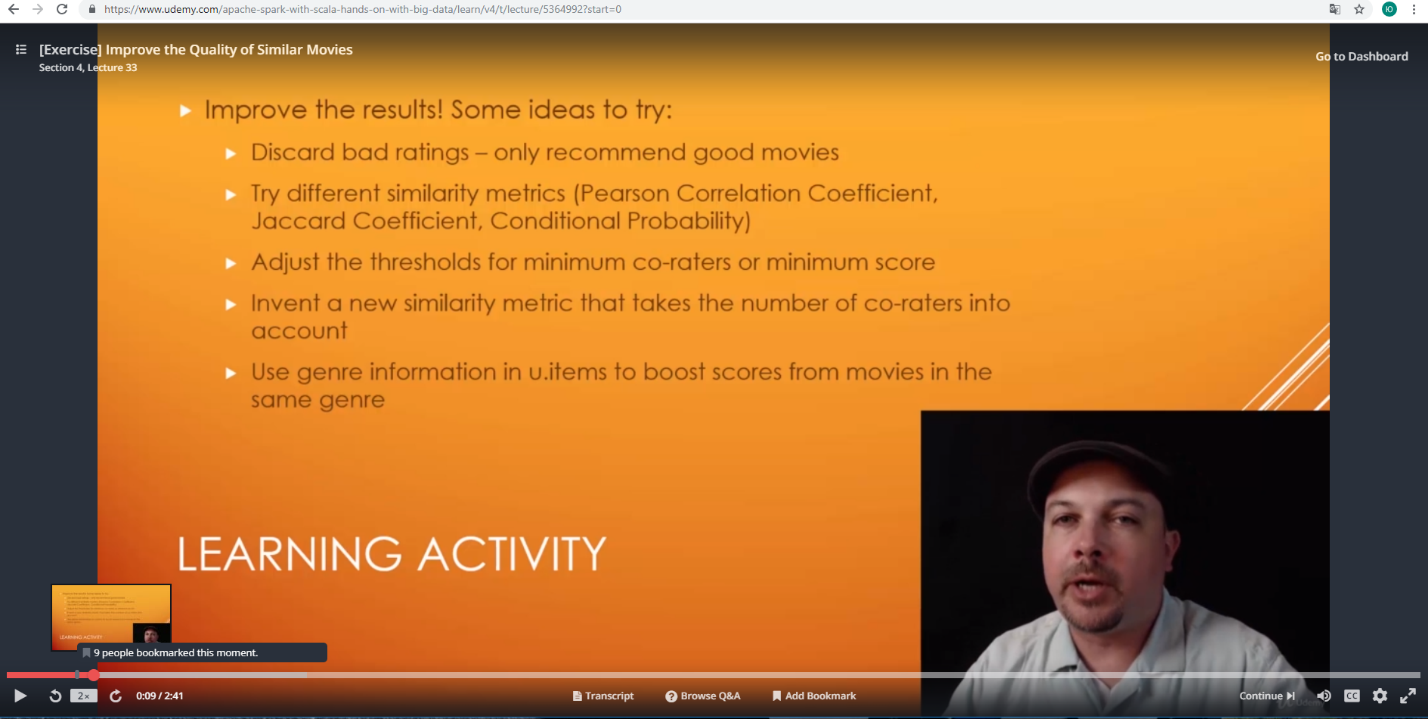 https://www.udemy.com/apache-spark-with-scala-hands-on-with-big-data/learn/v4/t/lecture/5364992?start=0
Ю
[Exercise] Improve the Quality of Similar Movies
Section 4, Lecture 33
Go to Dashboard
Improve the results! Some ideas to try:
Discard bad ratings – only recommend good movies
Try different similarity metrics (Pearson Correlation Coefficient,
Jaccard Coefficient, Conditional Probability)
Adjust the thresholds for minimum co-raters or minimum score
Invent a new similarity metric that takes the number of co-raters into
account
Use genre information in u.items to boost scores from movies in the
same genre
LEARNING ACTIVITY
LEARNING ACTIVITY
9 people bookmarked this moment.
2×
0:09 / 2:41
Transcript
Browse Q&A
Add Bookmark
Continue
CC